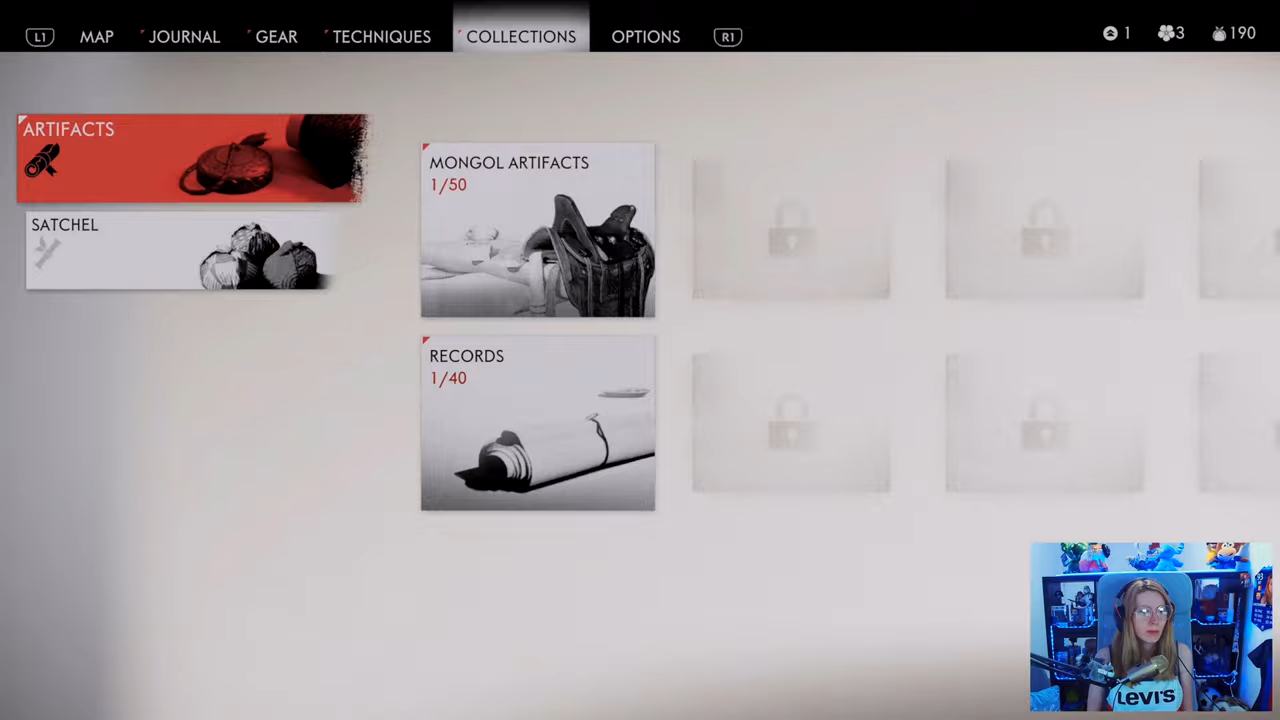 L1 MAP JOURNAL GEAR TECHNIQUES COLLECTIONS OPTIONS R1 1 3 190
ARTIFACTS
SATCHEL
MONGOL ARTIFACTS
1/50
RECORDS
1/40
LEVI'S